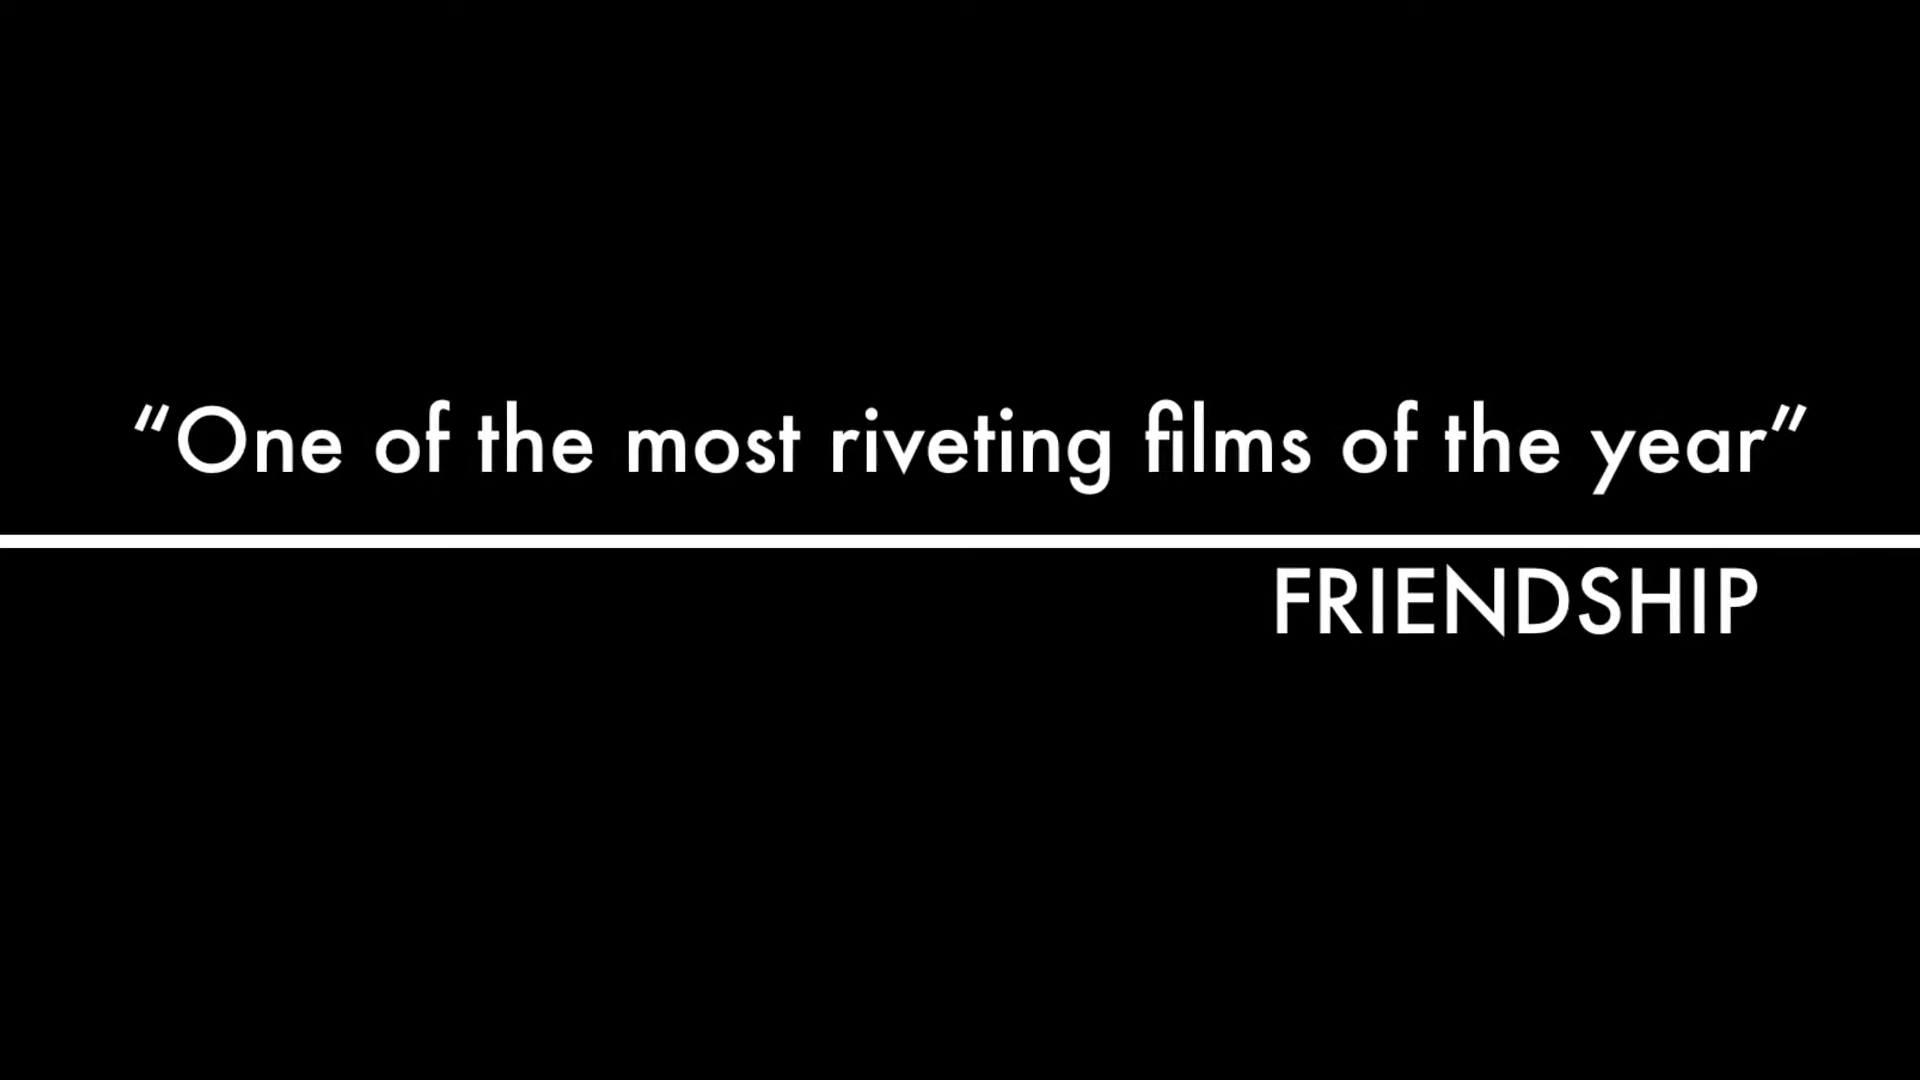 “One of the most riveting films of the year”
FRIENDSHIP